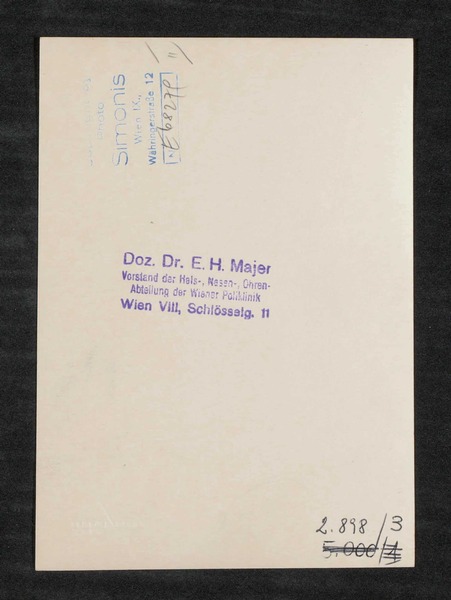 Simonis
Wien IX.,
Währingerstraße 12
Doz. Dr. E. H. Majer
Vorstand der Hals-, Nasen-, Ohren-
Abteilung der Wiener Poliklinik
Wien VIII, Schlösselg. 11
2.898/3
5.000/1